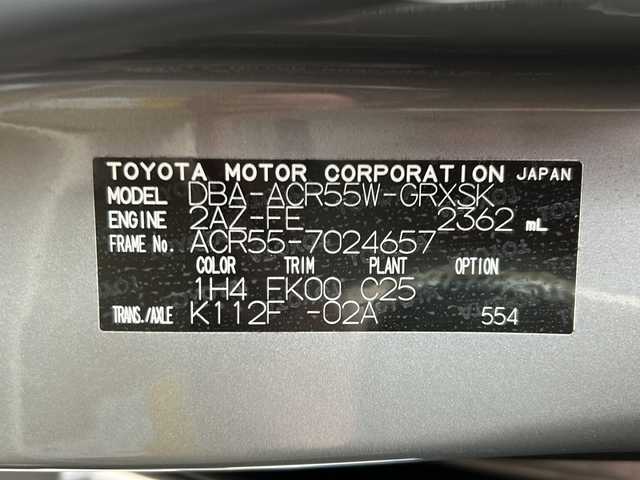 TOYOTA MOTOR CORPORATION JAPAN
MODEL DBA-ACR55W-GRXSK
ENGINE 2AZ-FE 2362 mL
FRAME No. ACR55-7024657
COLOR TRIM PLANT OPTION
1H4 FK00 C25
TRANS./AXLE K112F -02A 554